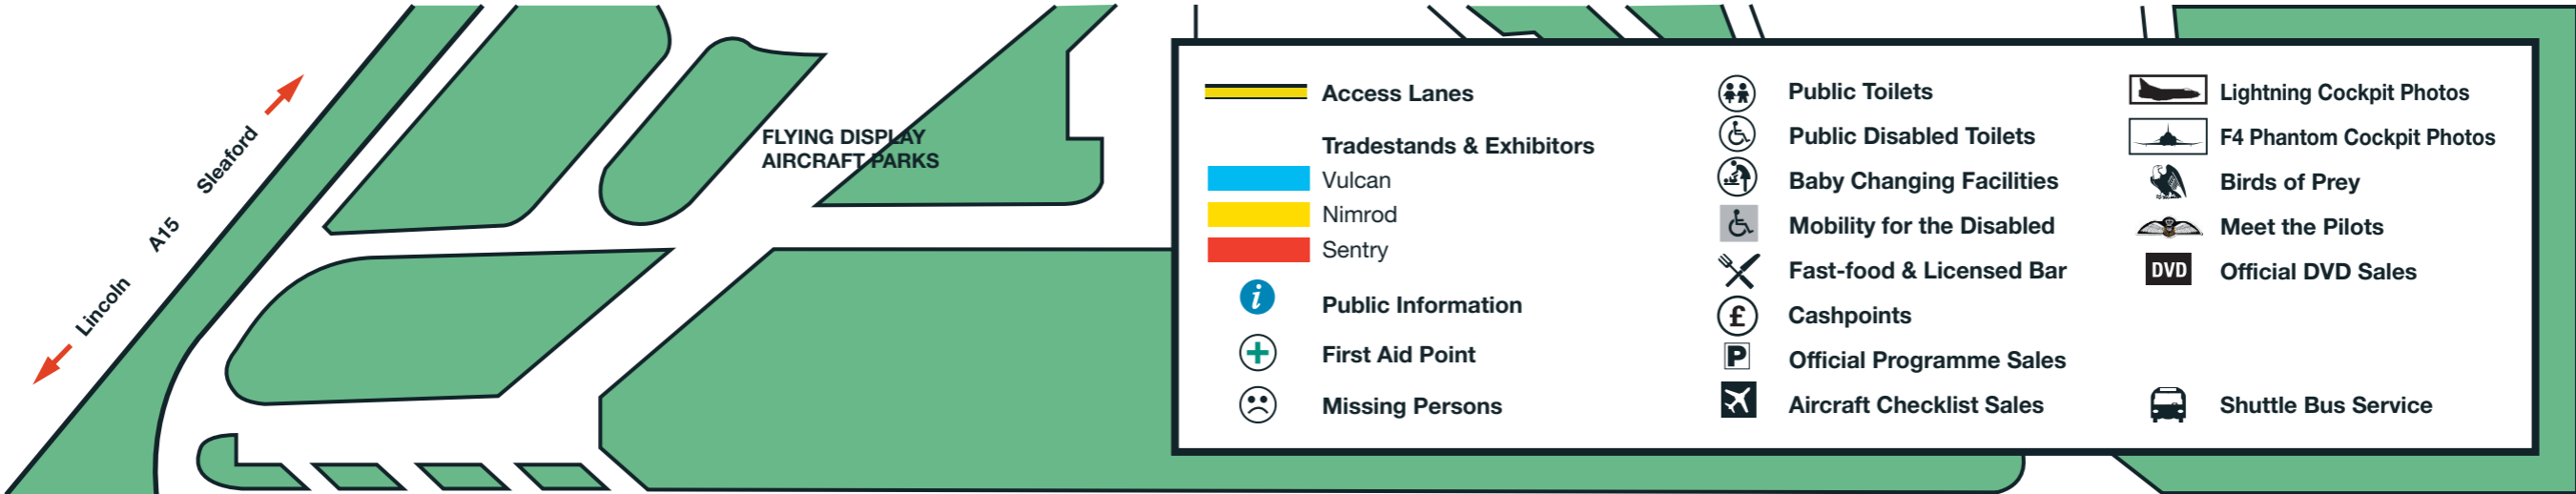 Sleaford
A15
Lincoln
FLYING DISPLAY
AIRCRAFT PARKS
Access Lanes
Tradestands & Exhibitors
Vulcan
Nimrod
Sentry
i
Public Information
First Aid Point
Missing Persons
Public Toilets
Public Disabled Toilets
Baby Changing Facilities
Mobility for the Disabled
Fast-food & Licensed Bar
£
Cashpoints
P
Official Programme Sales
Aircraft Checklist Sales
Lightning Cockpit Photos
F4 Phantom Cockpit Photos
Birds of Prey
Meet the Pilots
DVD
Official DVD Sales
Shuttle Bus Service